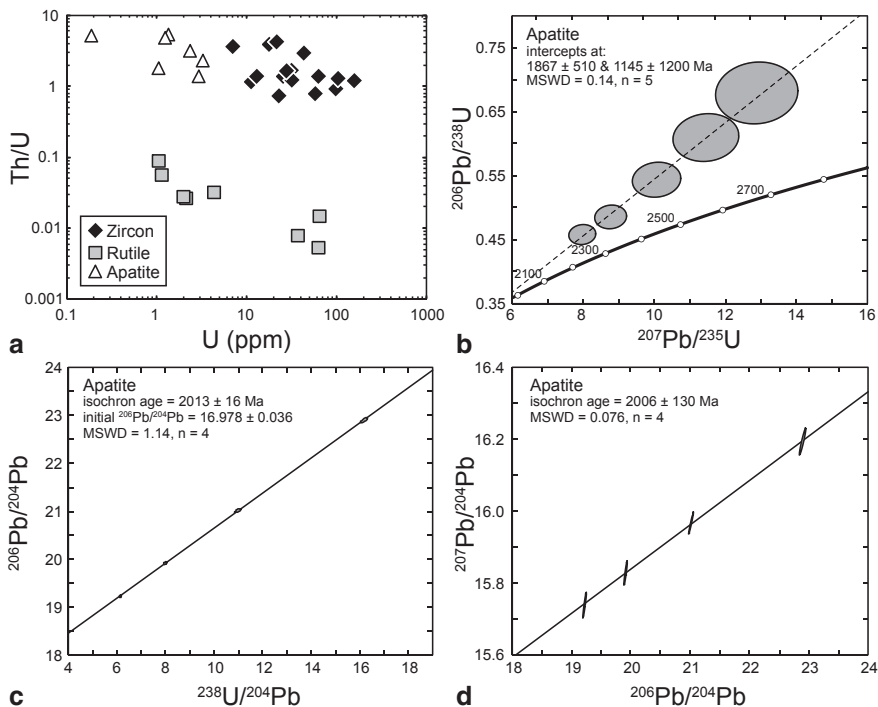 10
1
0.1
0.01
0.001
Th/U
Zircon
Rutile
Apatite
0.1
1
10
100
1000
U (ppm)
a
0.75
0.65
0.55
0.45
0.35
206Pb/238U
Apatite
intercepts at:
1867 ± 510 & 1145 ± 1200 Ma
MSWD = 0.14, n = 5
2100
2300
2500
2700
6
8
10
12
14
16
207Pb/235U
b
24
23
22
21
20
19
18
206Pb/204Pb
Apatite
isochron age = 2013 ± 16 Ma
initial 206Pb/204Pb = 16.978 ± 0.036
MSWD = 1.14, n = 4
4
6
8
10
12
14
16
18
238U/204Pb
c
16.4
16.2
16.0
15.8
15.6
207Pb/204Pb
Apatite
isochron age = 2006 ± 130 Ma
MSWD = 0.076, n = 4
18
19
20
21
22
23
24
206Pb/204Pb
d